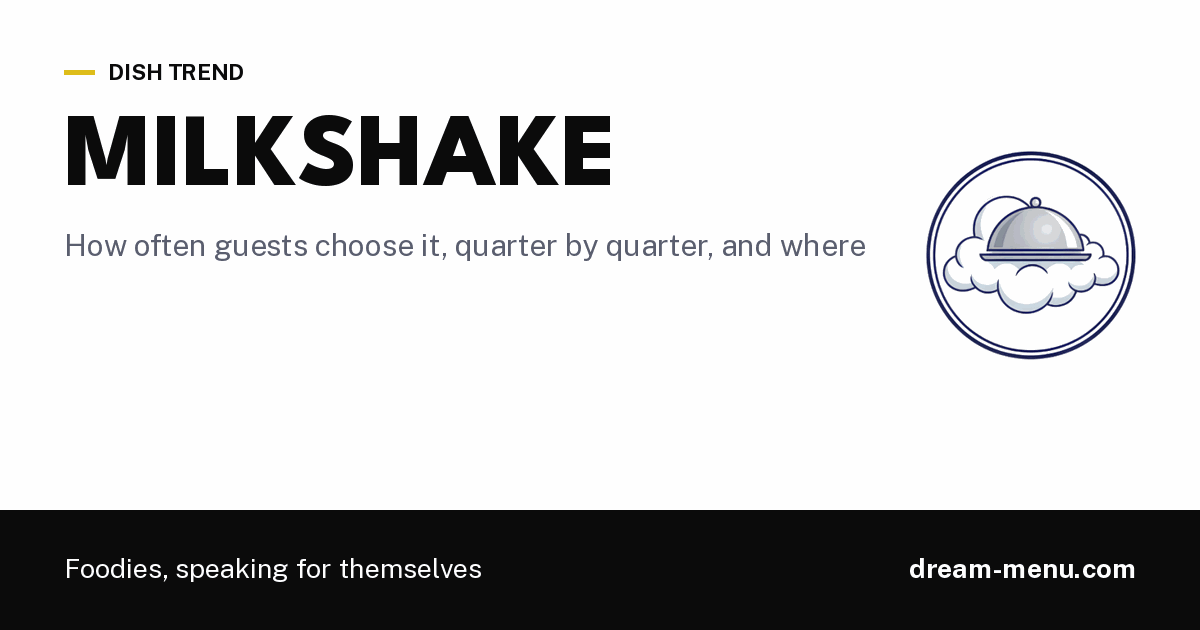 DISH TREND
MILKSHAKE
How often guests choose it, quarter by quarter, and where
Foodies, speaking for themselves
dream-menu.com